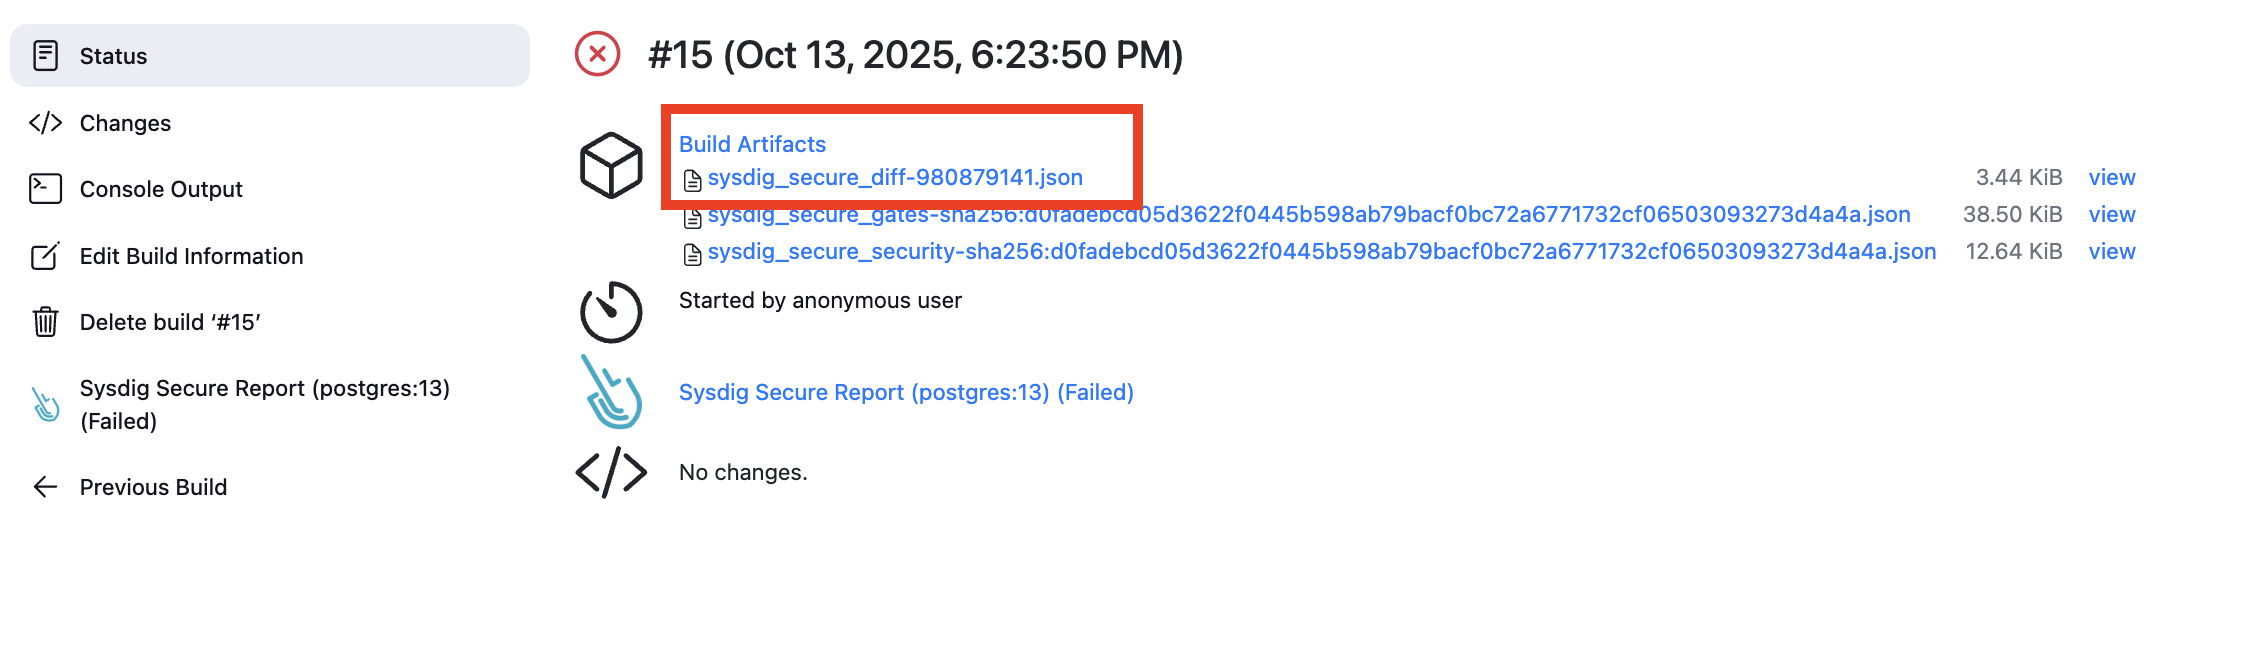 Status
Changes
Console Output
Edit Build Information
Delete build ‘#15’
Sysdig Secure Report (postgres:13)
(Failed)
Previous Build
#15 (Oct 13, 2025, 6:23:50 PM)
Build Artifacts
sysdig_secure_diff-980879141.json 3.44 KiB view
sysdig_secure_gates-sha256:d0fadebcd05d3622f0445b598ab79bacf0bc72a6771732cf06503093273d4a4a.json 38.50 KiB view
sysdig_secure_security-sha256:d0fadebcd05d3622f0445b598ab79bacf0bc72a6771732cf06503093273d4a4a.json 12.64 KiB view
Started by anonymous user
Sysdig Secure Report (postgres:13) (Failed)
No changes.